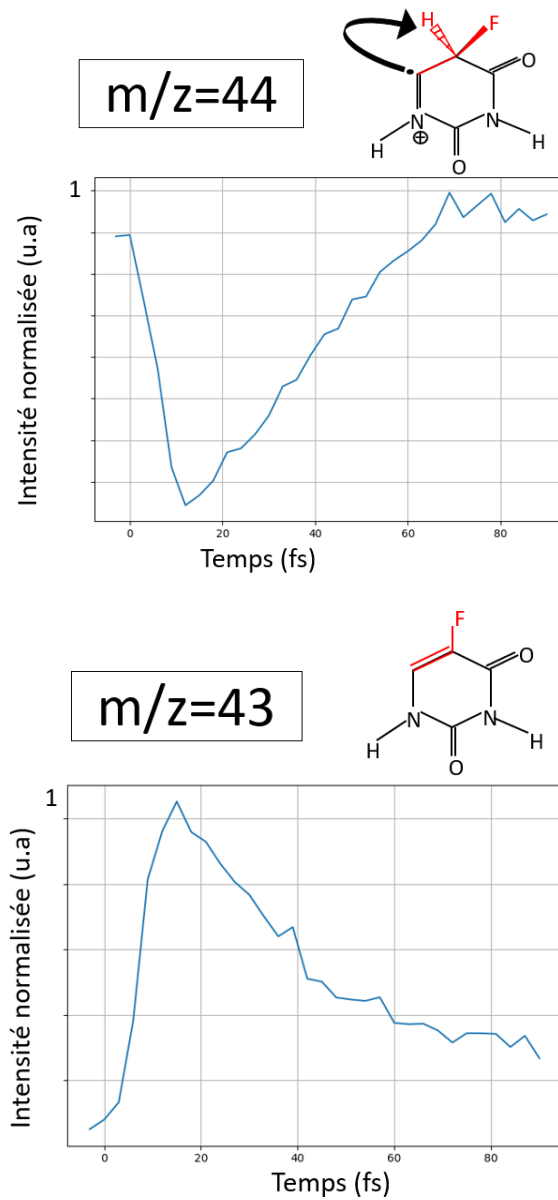 m/z=44
H F
O
N N
⊕
H O H
1
Intensité normalisée (u.a)
0 20 40 60 80
Temps (fs)
m/z=43
F
O
N N
H O H
1
Intensité normalisée (u.a)
0 20 40 60 80
Temps (fs)